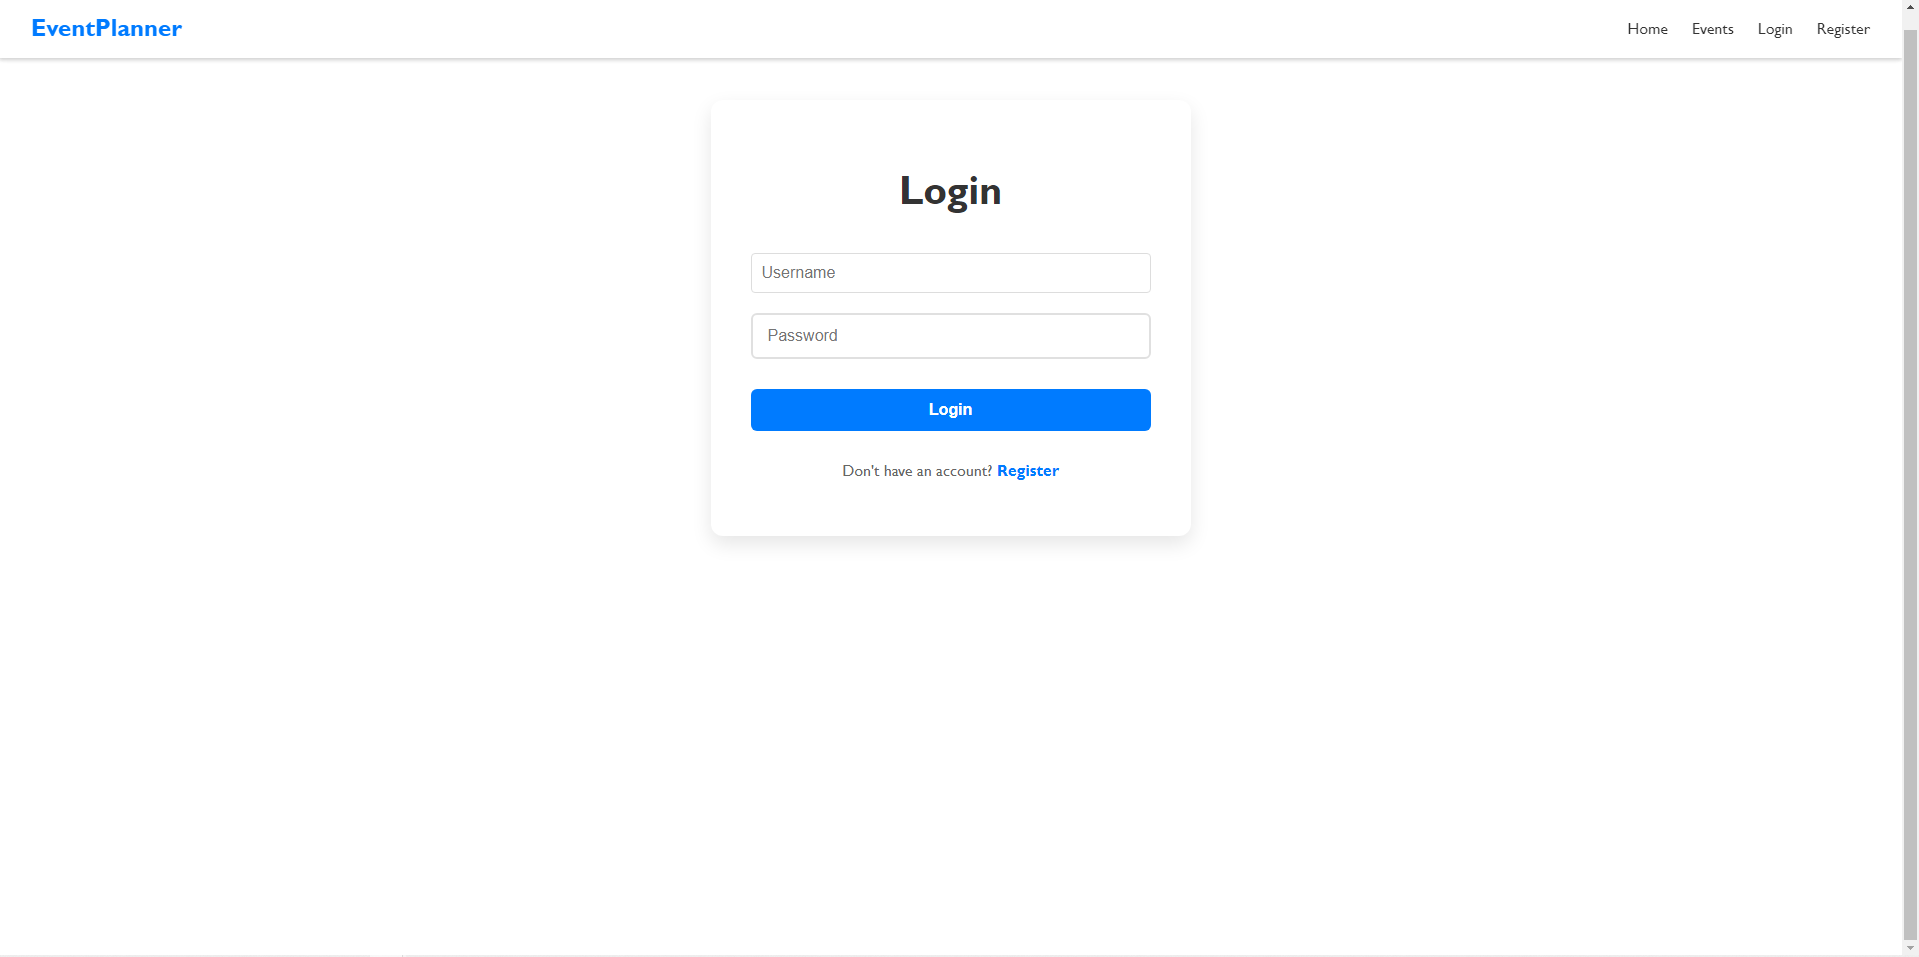 EventPlanner
Home Events Login Register
Login
Username
Password
Login
Don't have an account? Register